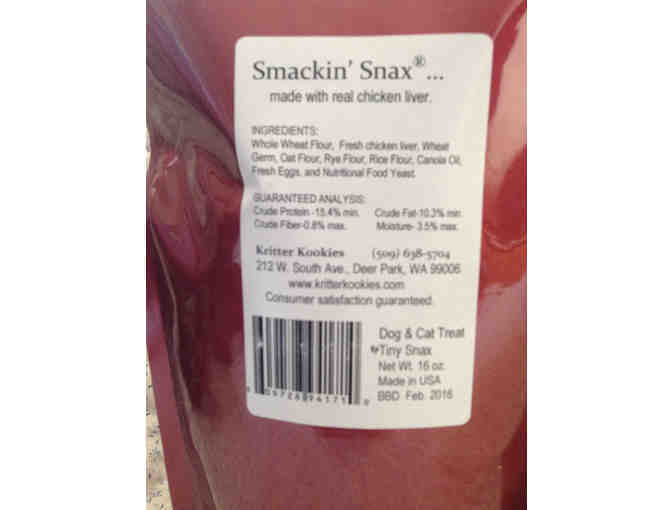 Smackin' Snax®...
made with real chicken liver.
INGREDIENTS:
Whole Wheat Flour, Fresh chicken liver, Wheat
Germ, Oat Flour, Rye Flour, Rice Flour, Canola Oil,
Fresh Eggs, and Nutritional Food Yeast.
GUARANTEED ANALYSIS:
Crude Protein -15.4% min. Crude Fat-10.3% min.
Crude Fiber-0.8% max. Moisture- 3.5% max.
Kritter Kookies (509) 638-5704
212 W. South Ave., Deer Park, WA 99006
www.kritterkookies.com
Consumer satisfaction guaranteed.
Dog & Cat Treat
Tiny Snax
Net Wt. 16 oz.
Made in USA
BBD Feb. 2016